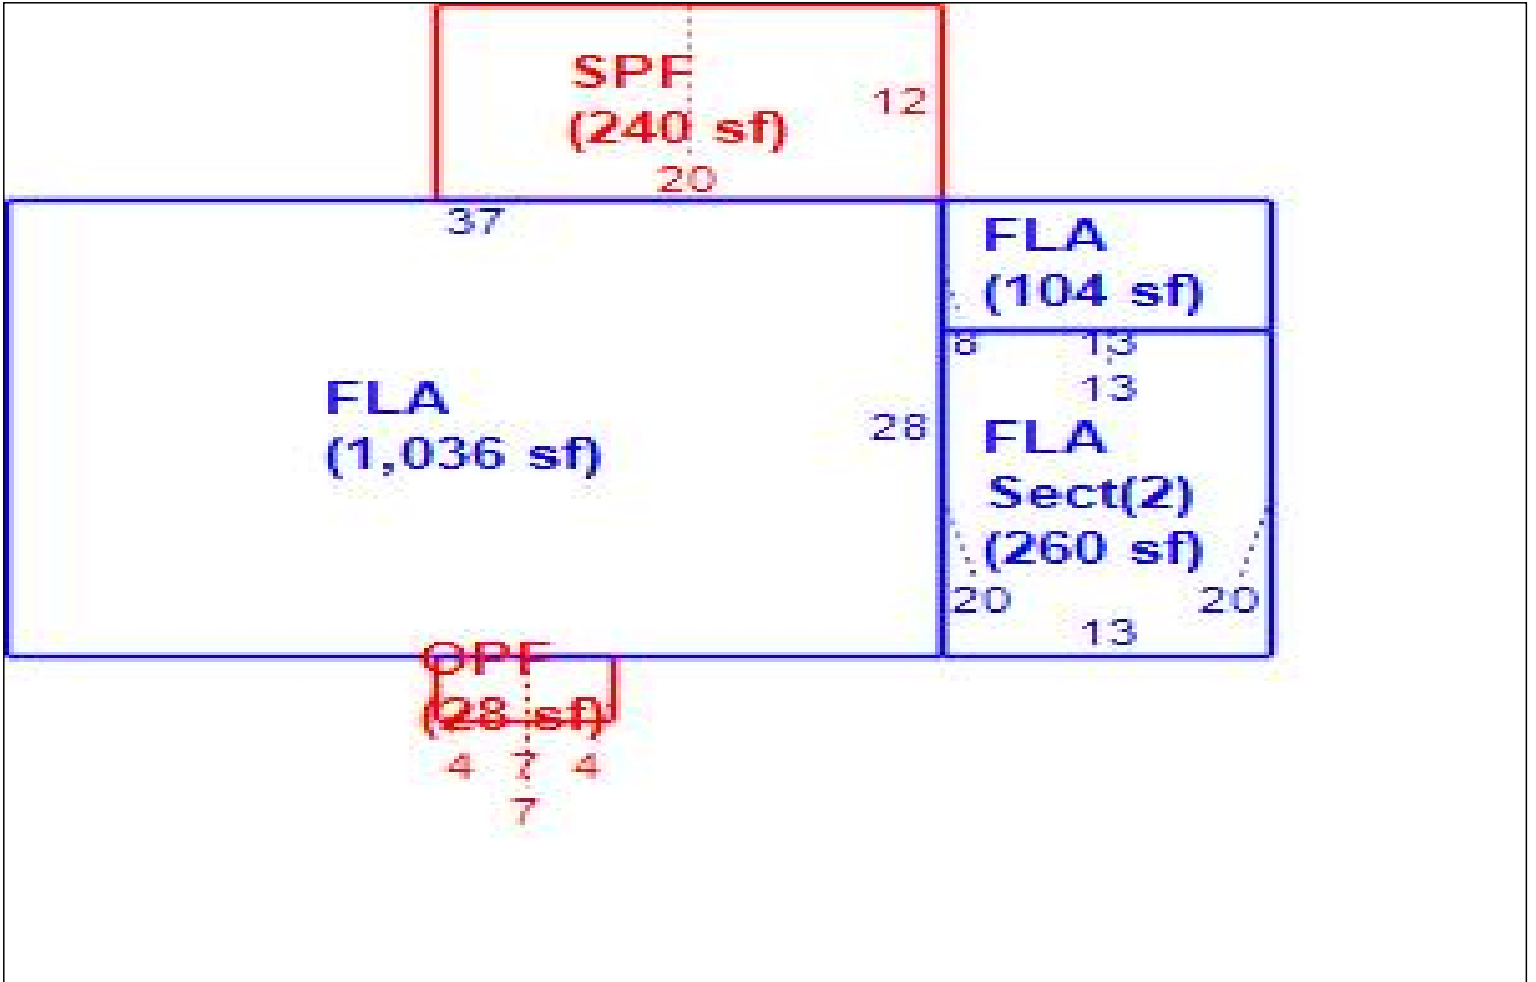 SPF
(240 sf)
12
20
37
FLA
(104 sf)
8
13
13
FLA
(1,036 sf)
28
FLA
Sect(2)
(260 sf)
20
20
13
OPF
(28 sf)
4 7 4
7